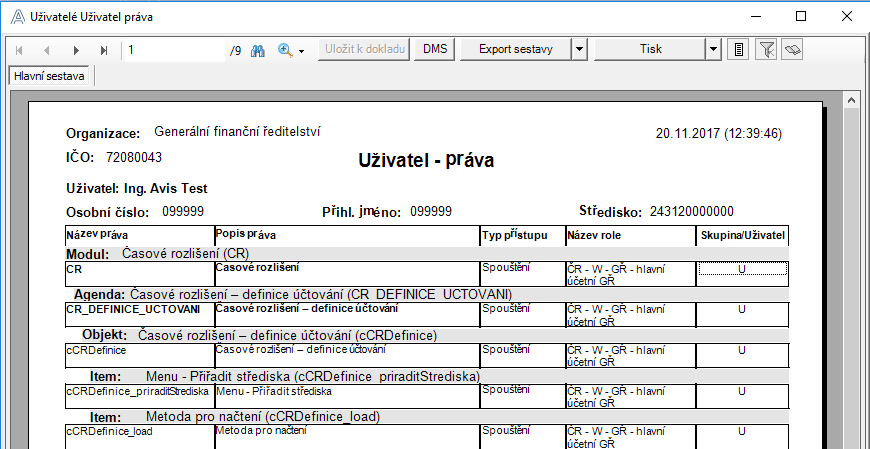 Uživatelé Uživatel práva
1 /9 Uložit k dokladu DMS Export sestavy Tisk
Hlavní sestava
Organizace: Generální finanční ředitelství 20.11.2017 (12:39:46)
IČO: 72080043
Uživatel - práva
Uživatel: Ing. Avis Test
Osobní číslo: 099999 Přihl. jméno: 099999 Středisko: 243120000000
Název práva Popis práva Typ přístupu Název role Skupina/Uživatel
Modul: Časové rozlišení (CR)
CR Časové rozlišení Spouštění ČR - W - GŘ - hlavní účetní GŘ U
Agenda: Časové rozlišení – definice účtování (CR_DEFINICE_UCTOVANI)
CR_DEFINICE_UCTOVANI Časové rozlišení – definice účtování Spouštění ČR - W - GŘ - hlavní účetní GŘ U
Objekt: Časové rozlišení – definice účtování (cCRDefinice)
cCRDefinice Časové rozlišení – definice účtování Spouštění ČR - W - GŘ - hlavní účetní GŘ U
Item: Menu - Přiřadit střediska (cCRDefinice_priraditStrediska)
cCRDefinice_priraditStrediska Menu - Přiřadit střediska Spouštění ČR - W - GŘ - hlavní účetní GŘ U
Item: Metoda pro načtení (cCRDefinice_load)
cCRDefinice_load Metoda pro načtení Spouštění ČR - W - GŘ - hlavní účetní GŘ U